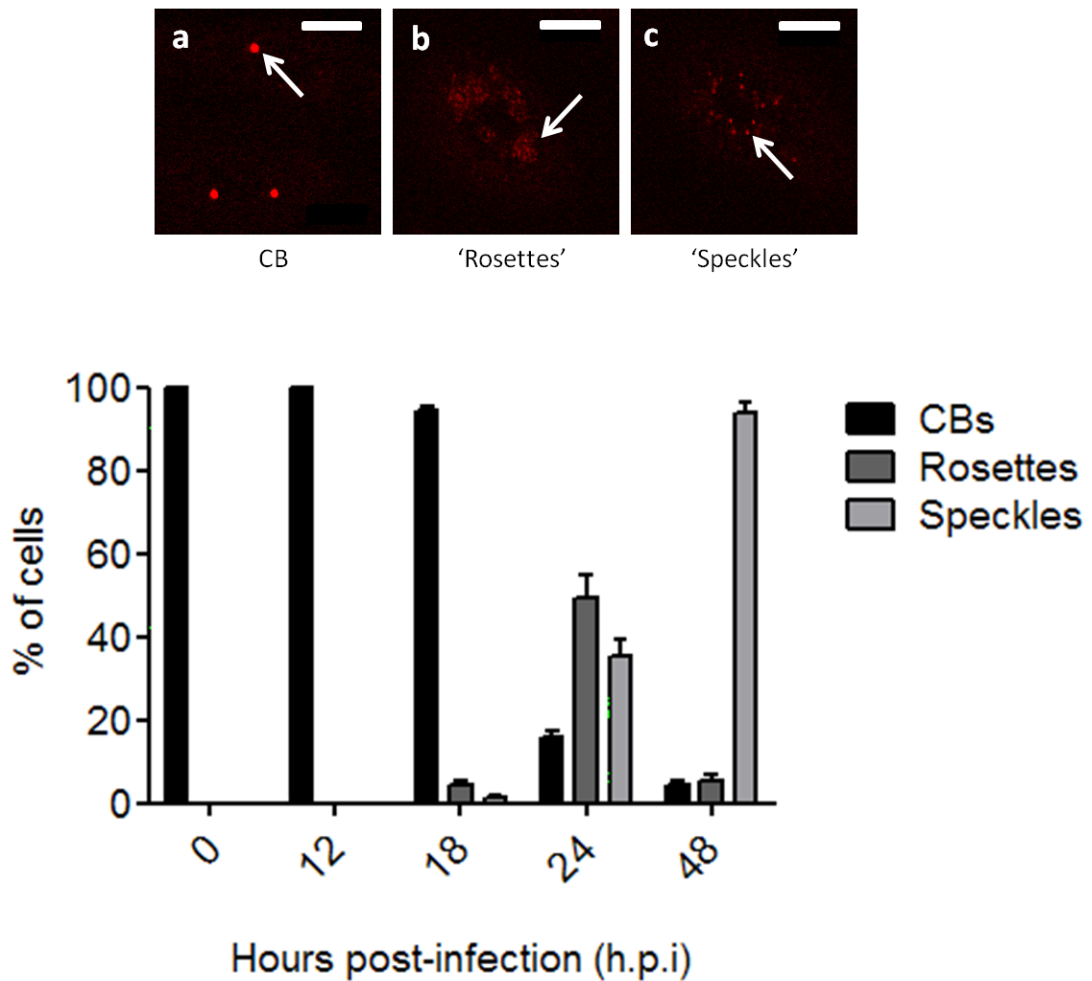 a b c
CB 'Rosettes' 'Speckles'
100
80
60
40
20
0
% of cells
CBs
Rosettes
Speckles
0 12 18 24 48
Hours post-infection (h.p.i)